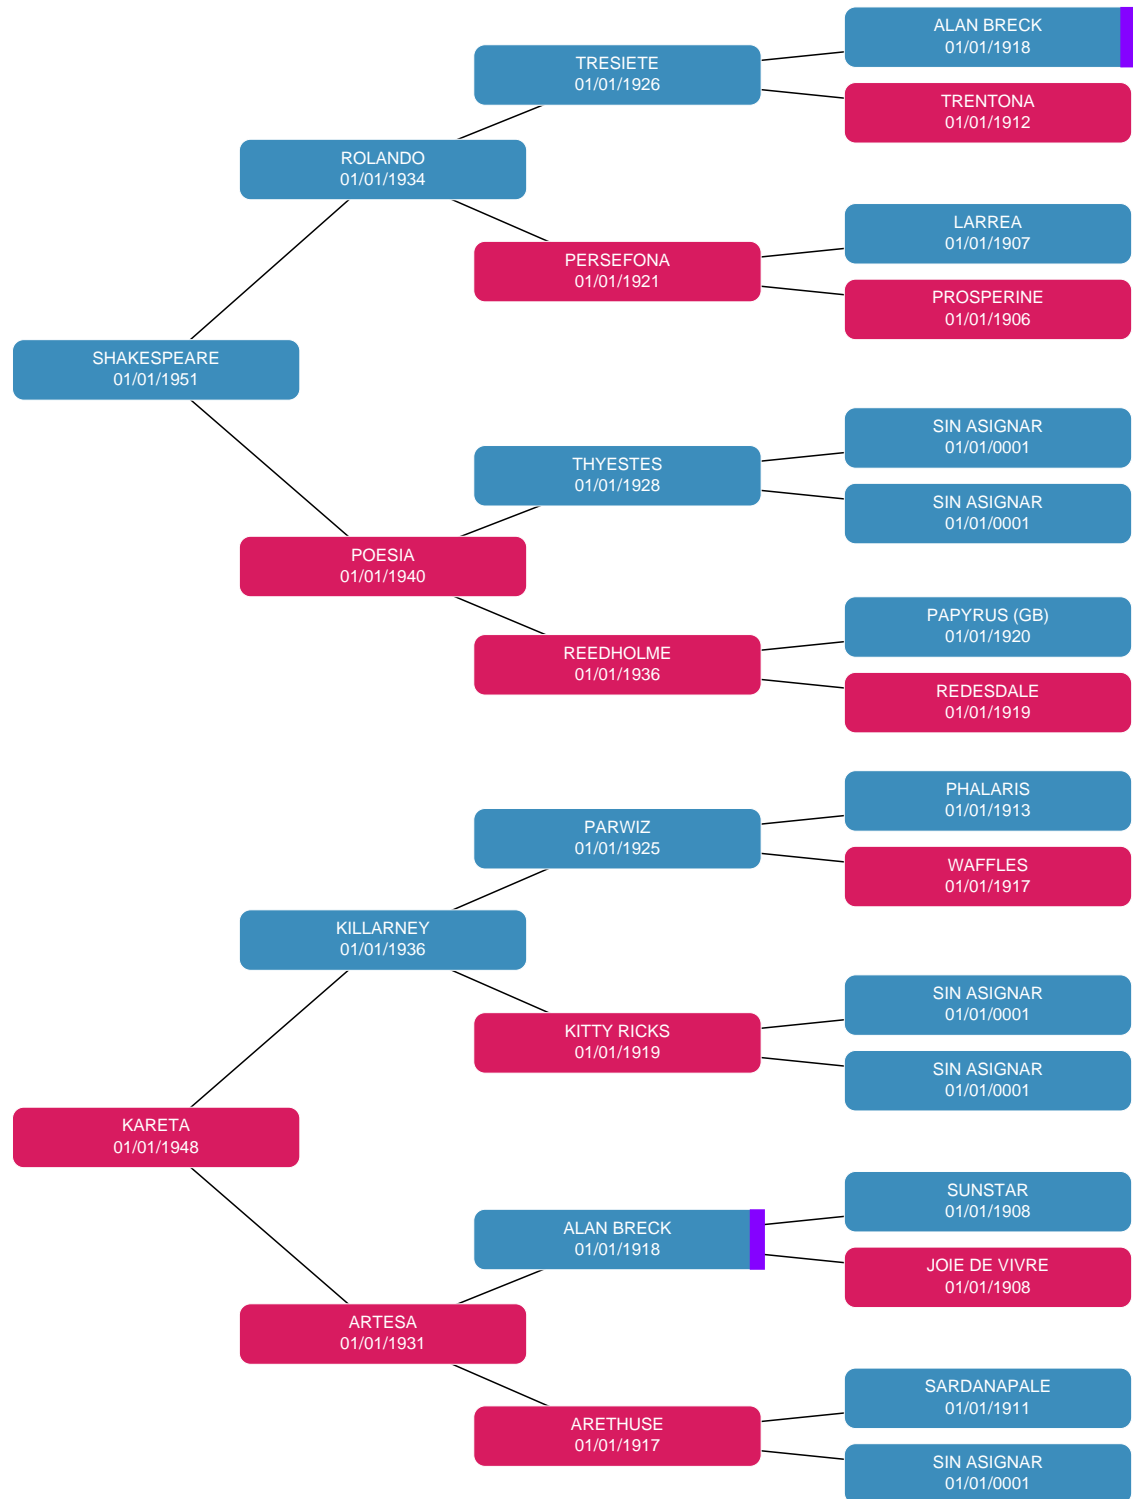 ALAN BRECK
01/01/1918
TRESIETE
01/01/1926
TRENTONA
01/01/1912
ROLANDO
01/01/1934
LARREA
01/01/1907
PERSEFONA
01/01/1921
PROSPERINE
01/01/1906
SHAKESPEARE
01/01/1951
SIN ASIGNAR
01/01/0001
THYESTES
01/01/1928
SIN ASIGNAR
01/01/0001
POESIA
01/01/1940
PAPYRUS (GB)
01/01/1920
REEDHOLME
01/01/1936
REDESDALE
01/01/1919
PHALARIS
01/01/1913
PARWIZ
01/01/1925
WAFFLES
01/01/1917
KILLARNEY
01/01/1936
SIN ASIGNAR
01/01/0001
KITTY RICKS
01/01/1919
SIN ASIGNAR
01/01/0001
KARETA
01/01/1948
SUNSTAR
01/01/1908
ALAN BRECK
01/01/1918
JOIE DE VIVRE
01/01/1908
ARTESA
01/01/1931
SARDANAPALE
01/01/1911
ARETHUSE
01/01/1917
SIN ASIGNAR
01/01/0001